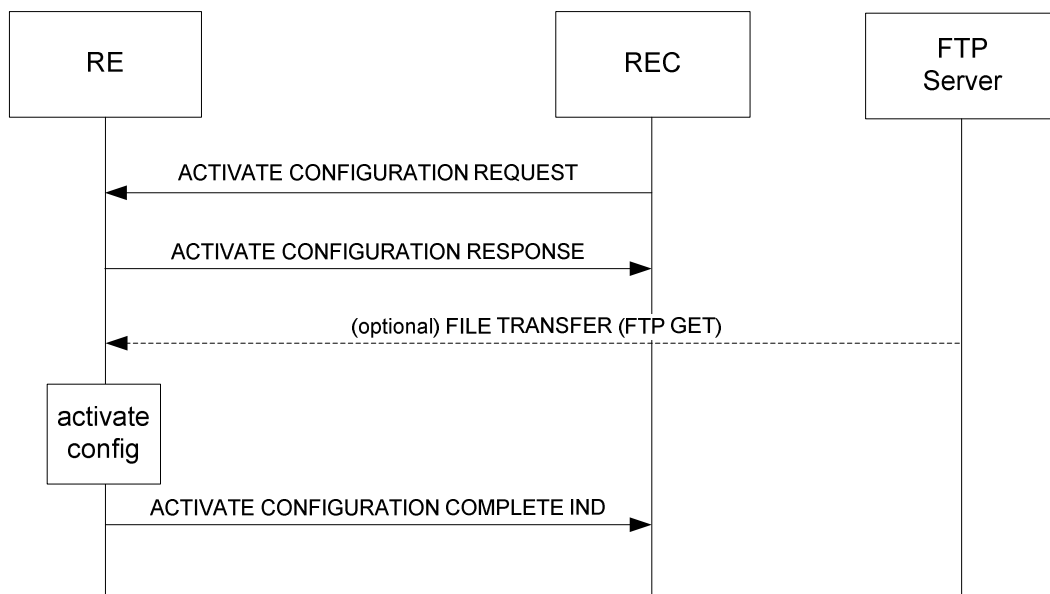 RE
REC
FTP
Server
ACTIVATE CONFIGURATION REQUEST
ACTIVATE CONFIGURATION RESPONSE
(optional) FILE TRANSFER (FTP GET)
activate
config
ACTIVATE CONFIGURATION COMPLETE IND